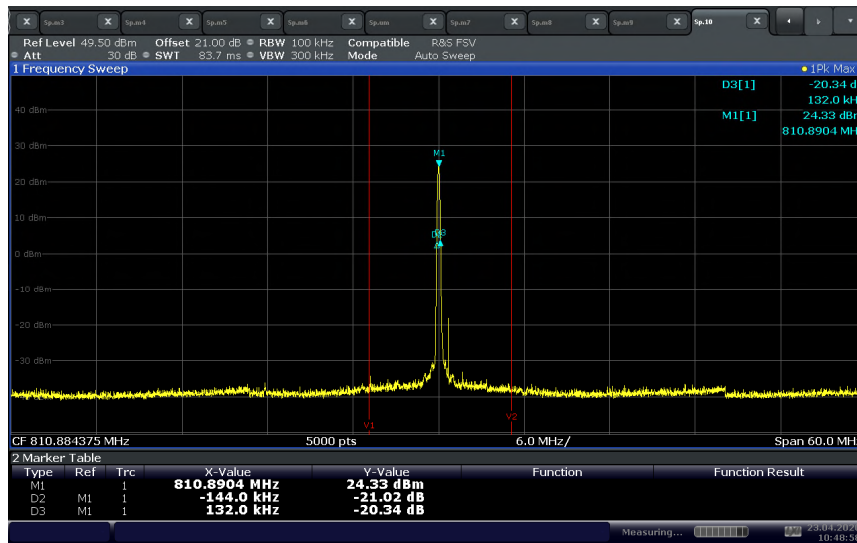 Sp.m3 X Sp.m4 X Sp.m5 X Sp.m6 X Sp.um X Sp.m7 X Sp.m8 X Sp.m9 X Sp.10 X
Ref Level 49.50 dBm Offset 21.00 dB RBW 100 kHz Compatible R&S FSV
Att 30 dB SWT 83.7 ms VBW 300 kHz Mode Auto Sweep
1 Frequency Sweep 1Pk Max
D3[1] -20.34 d
132.0 kH
M1[1] 24.33 dB
810.8904 MH
40 dBm
30 dBm
M1
20 dBm
10 dBm
D3
0 dBm
-10 dBm
-20 dBm
-30 dBm
V1
V2
CF 810.884375 MHz 5000 pts 6.0 MHz/ Span 60.0 MH
2 Marker Table
Type Ref Trc X-Value Y-Value Function Function Result
M1 1 810.8904 MHz 24.33 dBm
D2 M1 1 -144.0 kHz -21.02 dB
D3 M1 1 132.0 kHz -20.34 dB
Measuring... 23.04.202
10:48:5